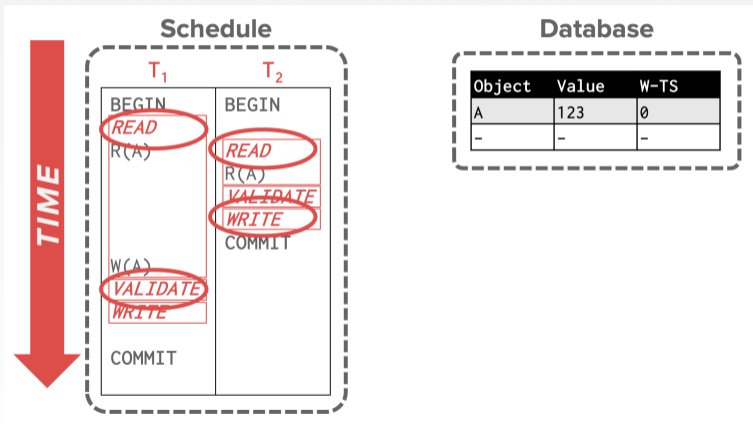 Schedule
Database
TIME
T1 T2
BEGIN BEGIN
READ
R(A) READ
R(A)
VALIDATE
WRITE
COMMIT
W(A)
VALIDATE
WRITE
COMMIT
Object Value W-TS
A 123 0
- - -